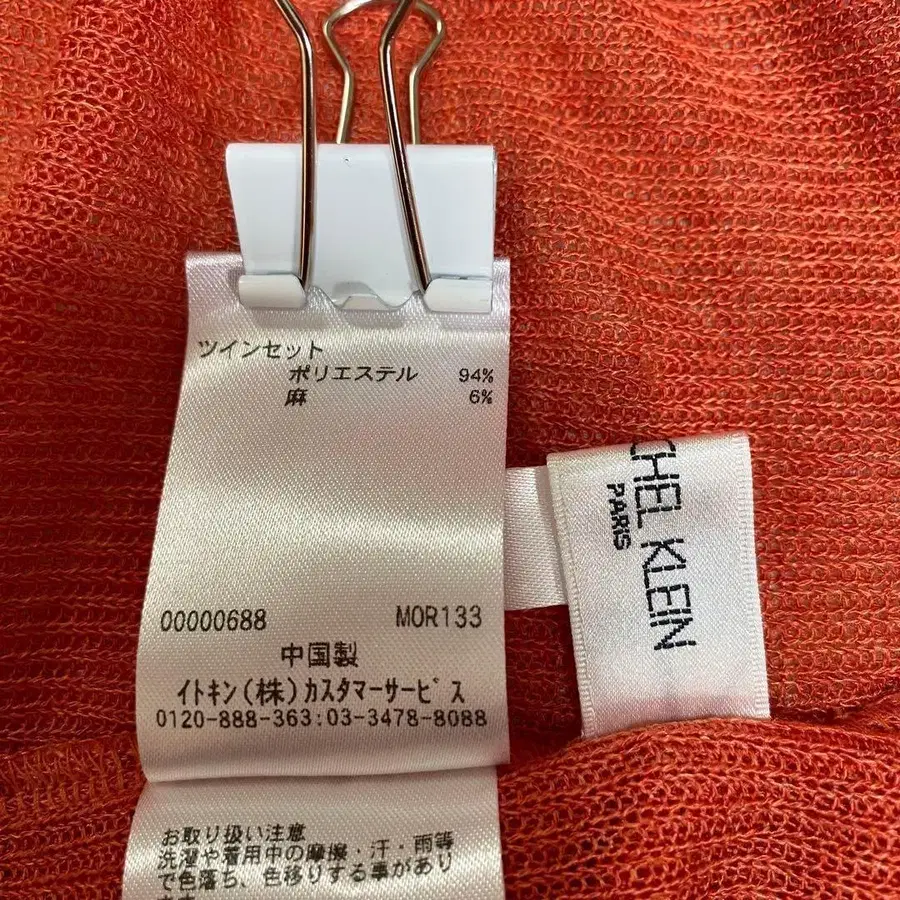 ツインセット
ポリエステル 94%
麻 6%
00000688 MOR133
中国製
イトキン(株)カスタマーサービス
0120-888-363:03-3478-8088
お取り扱い注意
洗濯や着用中の摩擦・汗・雨等
で色落ち、色移りする事があり
ます
CHEL KLEIN
PARIS